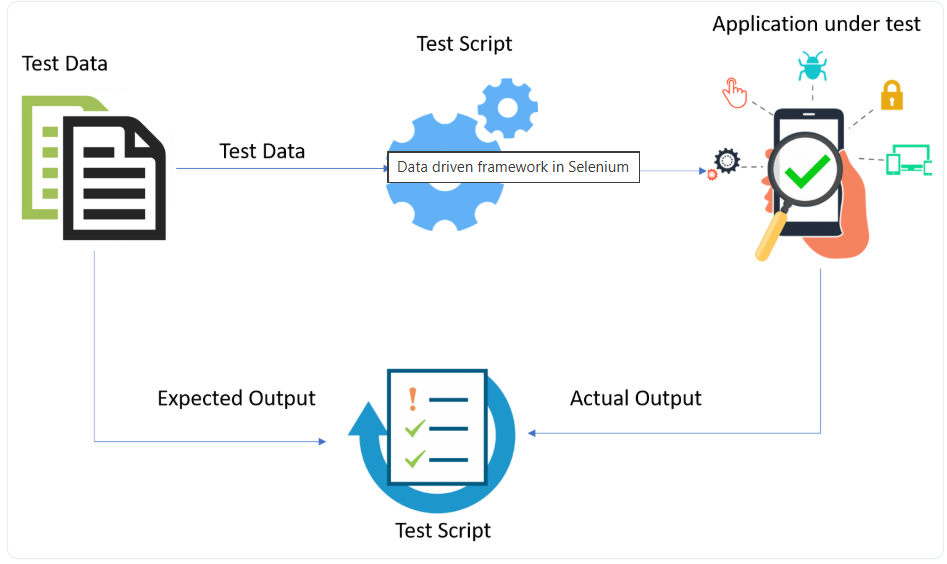 Application under test
Test Script
Test Data
Test Data
Data driven framework in Selenium
Expected Output
Actual Output
Test Script